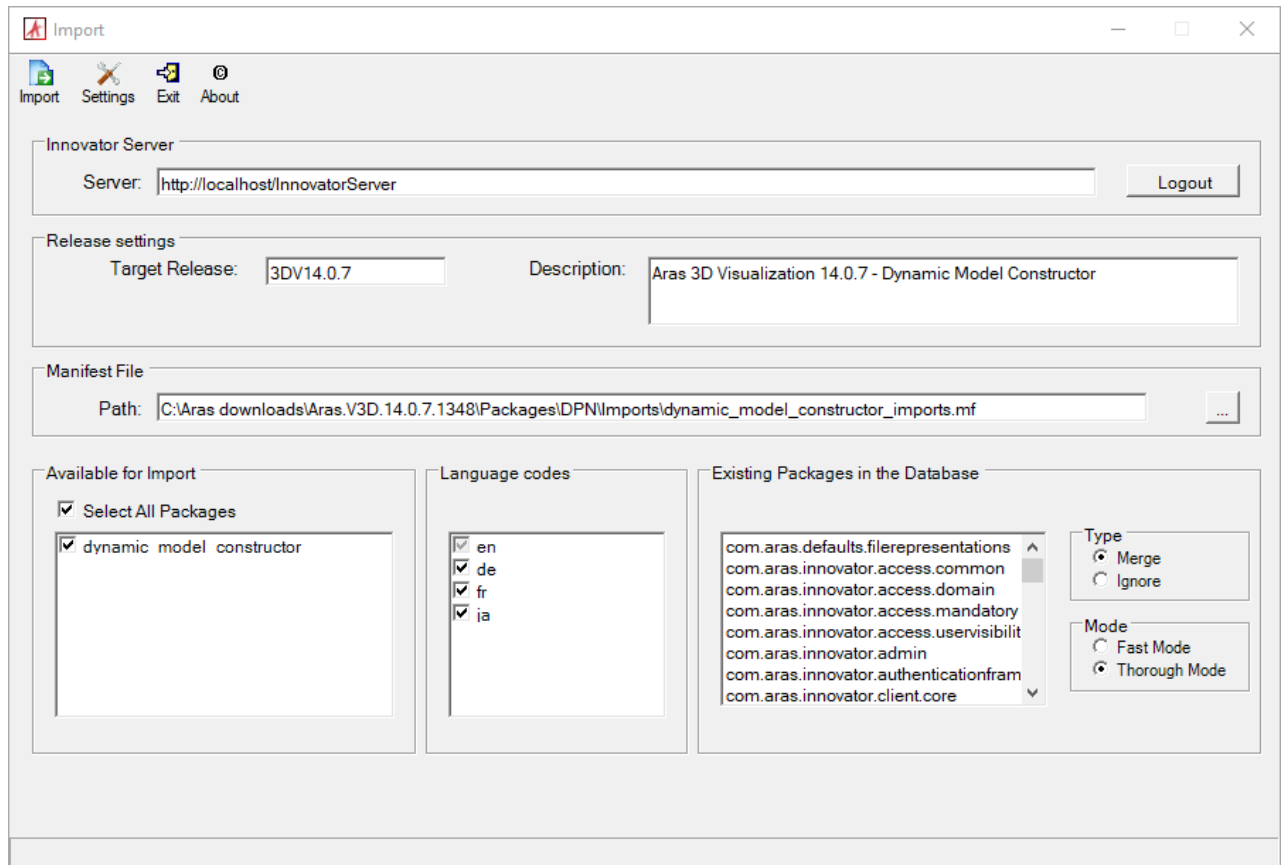 Import
Import Settings Exit About
Innovator Server
Server: http://localhost/InnovatorServer Logout
Release settings
Target Release: 3DV14.0.7 Description: Aras 3D Visualization 14.0.7 - Dynamic Model Constructor
Manifest File
Path: C:\Aras downloads\Aras.V3D.14.0.7.1348\Packages\DPN\Imports\dynamic_model_constructor_imports.mf ...
Available for Import
Select All Packages
dynamic_model_constructor
Language codes
en
de
fr
ja
Existing Packages in the Database
com.aras.defaults.filerepresentations
com.aras.innovator.access.common
com.aras.innovator.access.domain
com.aras.innovator.access.mandatory
com.aras.innovator.access.uservisibilit
com.aras.innovator.admin
com.aras.innovator.authenticationfram
com.aras.innovator.client.core
Type
Merge
Ignore
Mode
Fast Mode
Thorough Mode